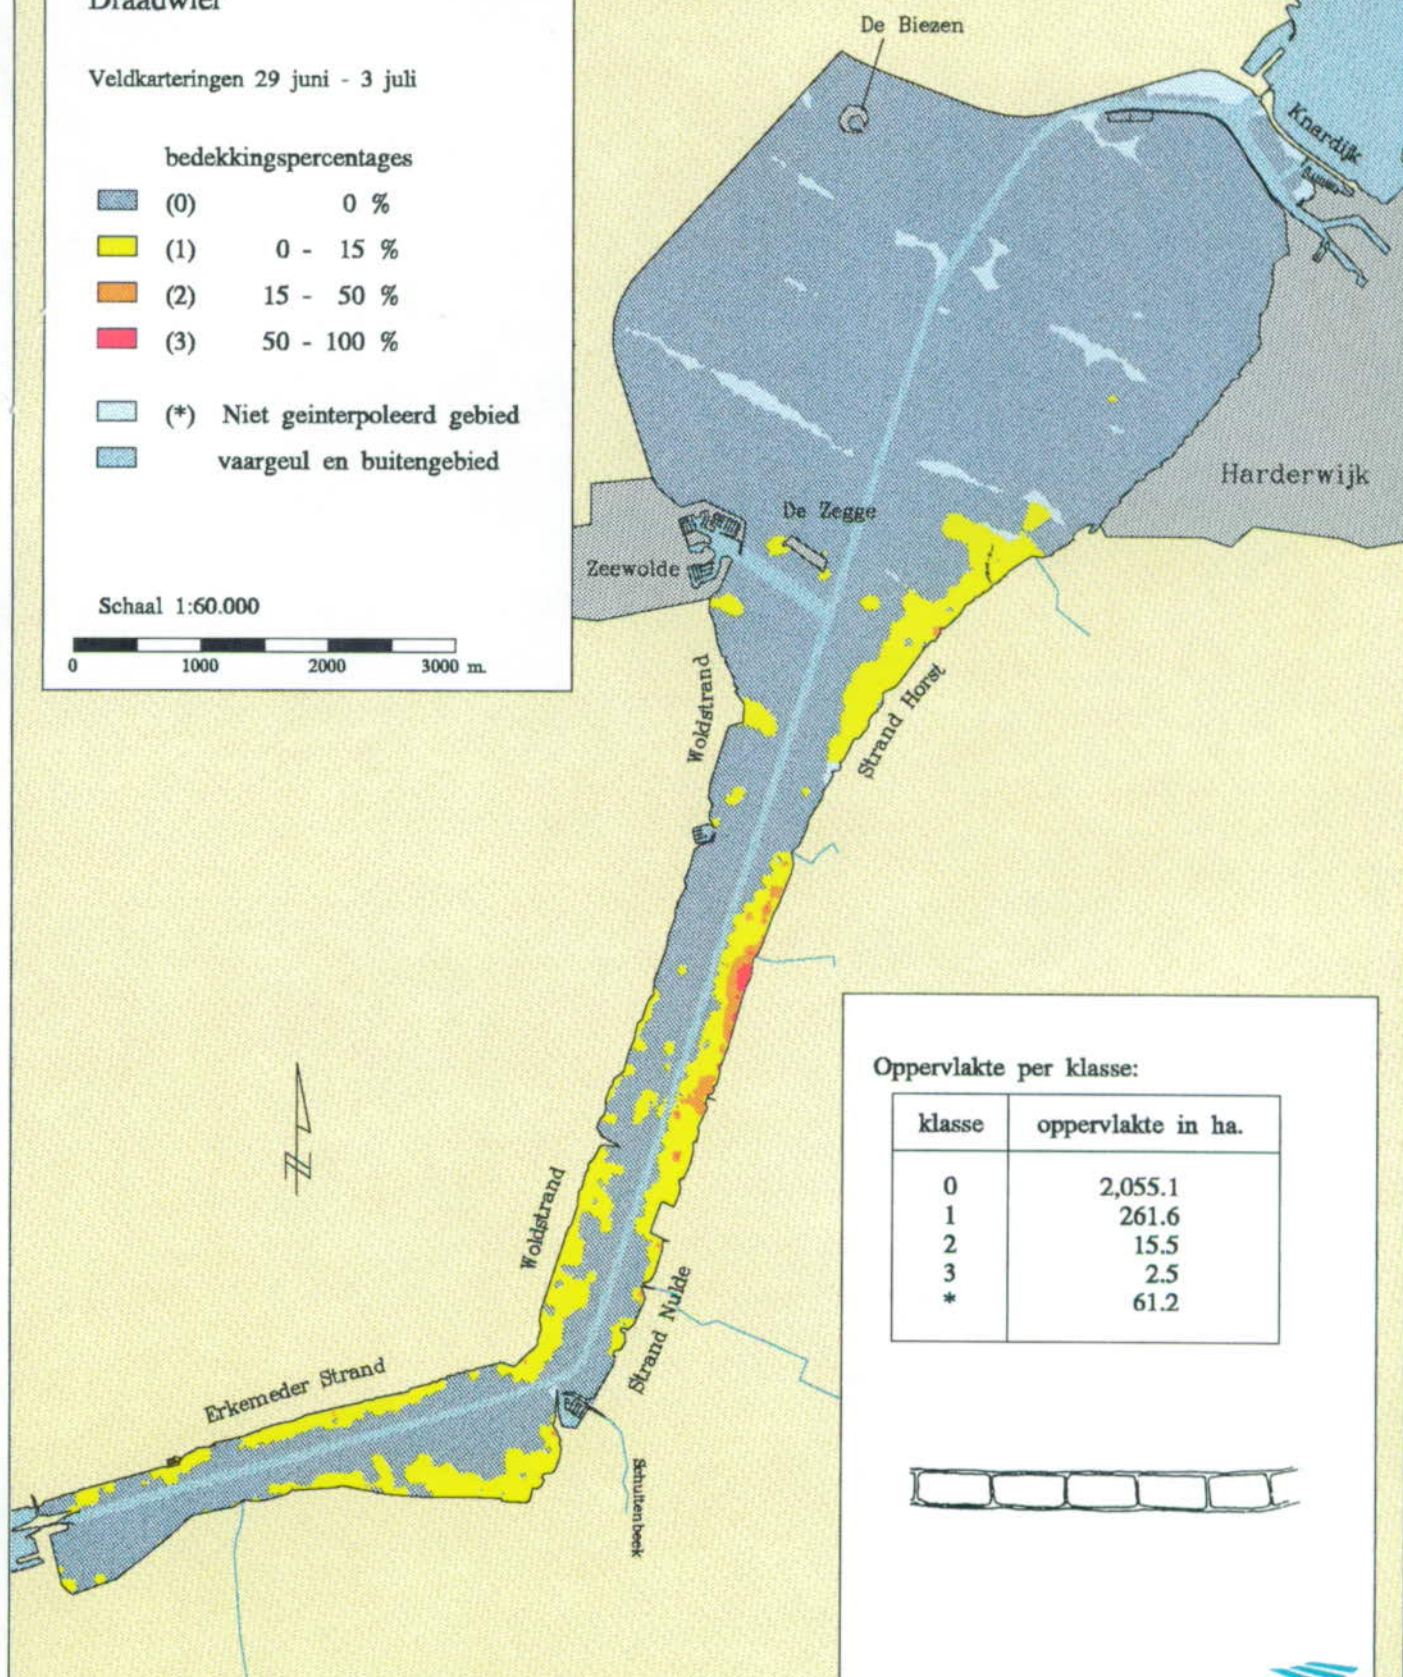 Draadwier
Veldkarteringen 29 juni - 3 juli
bedekkingspercentages
(0) 0 %
(1) 0 - 15 %
(2) 15 - 50 %
(3) 50 - 100 %
(*) Niet geinterpoleerd gebied
vaargeul en buitengebied
Schaal 1:60.000
0 1000 2000 3000 m.
De Biezen
Knardijk
Harderwijk
De Zegge
Zeewolde
Woldstrand
Strand Horst
Woldstrand
Strand Nulde
Erkemeder Strand
Schuitenbeek
Oppervlakte per klasse:
klasse oppervlakte in ha.
0 2,055.1
1 261.6
2 15.5
3 2.5
* 61.2